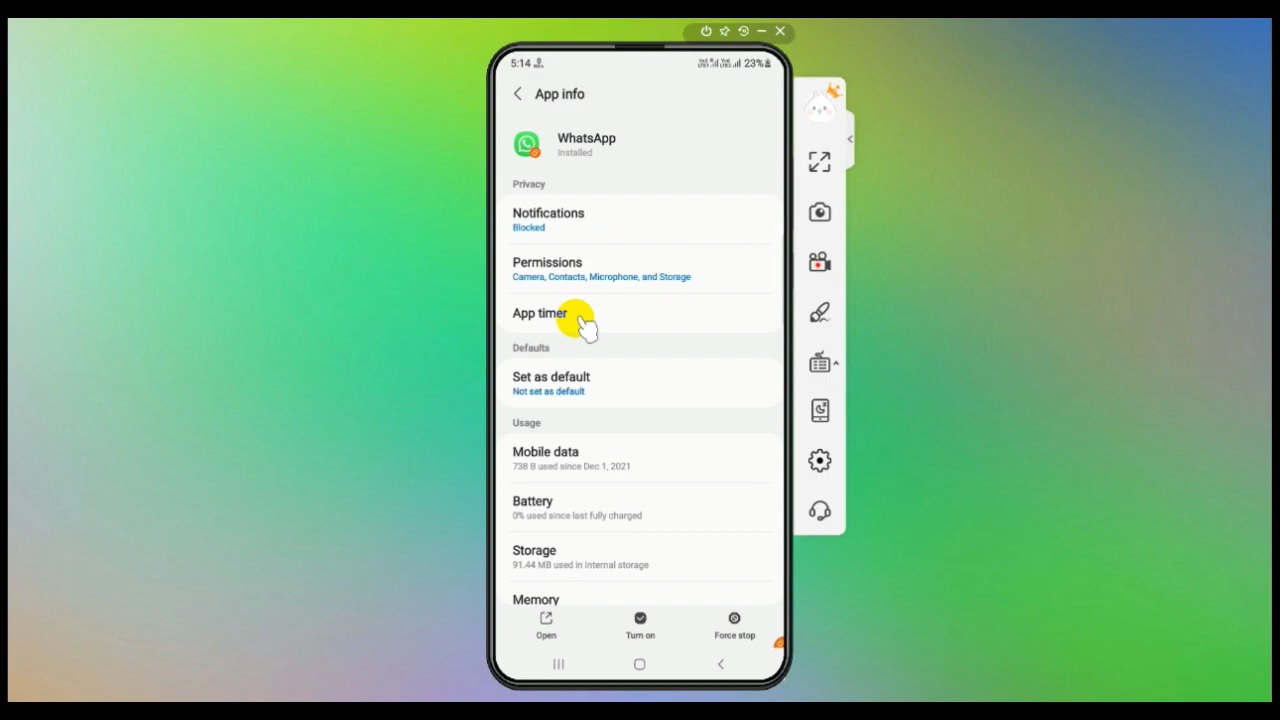 5:14
23%
App info
WhatsApp
Installed
Privacy
Notifications
Blocked
Permissions
Camera, Contacts, Microphone, and Storage
App timer
Defaults
Set as default
Not set as default
Usage
Mobile data
738 B used since Dec 1, 2021
Battery
0% used since last fully charged
Storage
91.44 MB used in Internal storage
Memory
Open
Turn on
Force stop